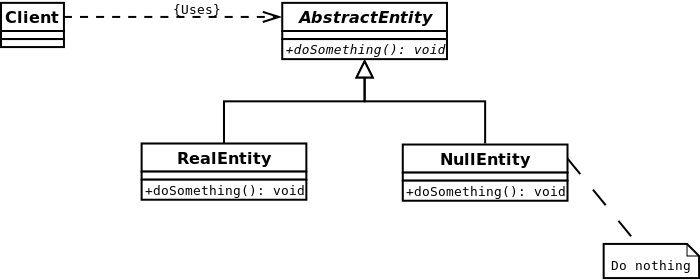 Client
{Uses}
AbstractEntity
+doSomething(): void
RealEntity
+doSomething(): void
NullEntity
+doSomething(): void
Do nothing